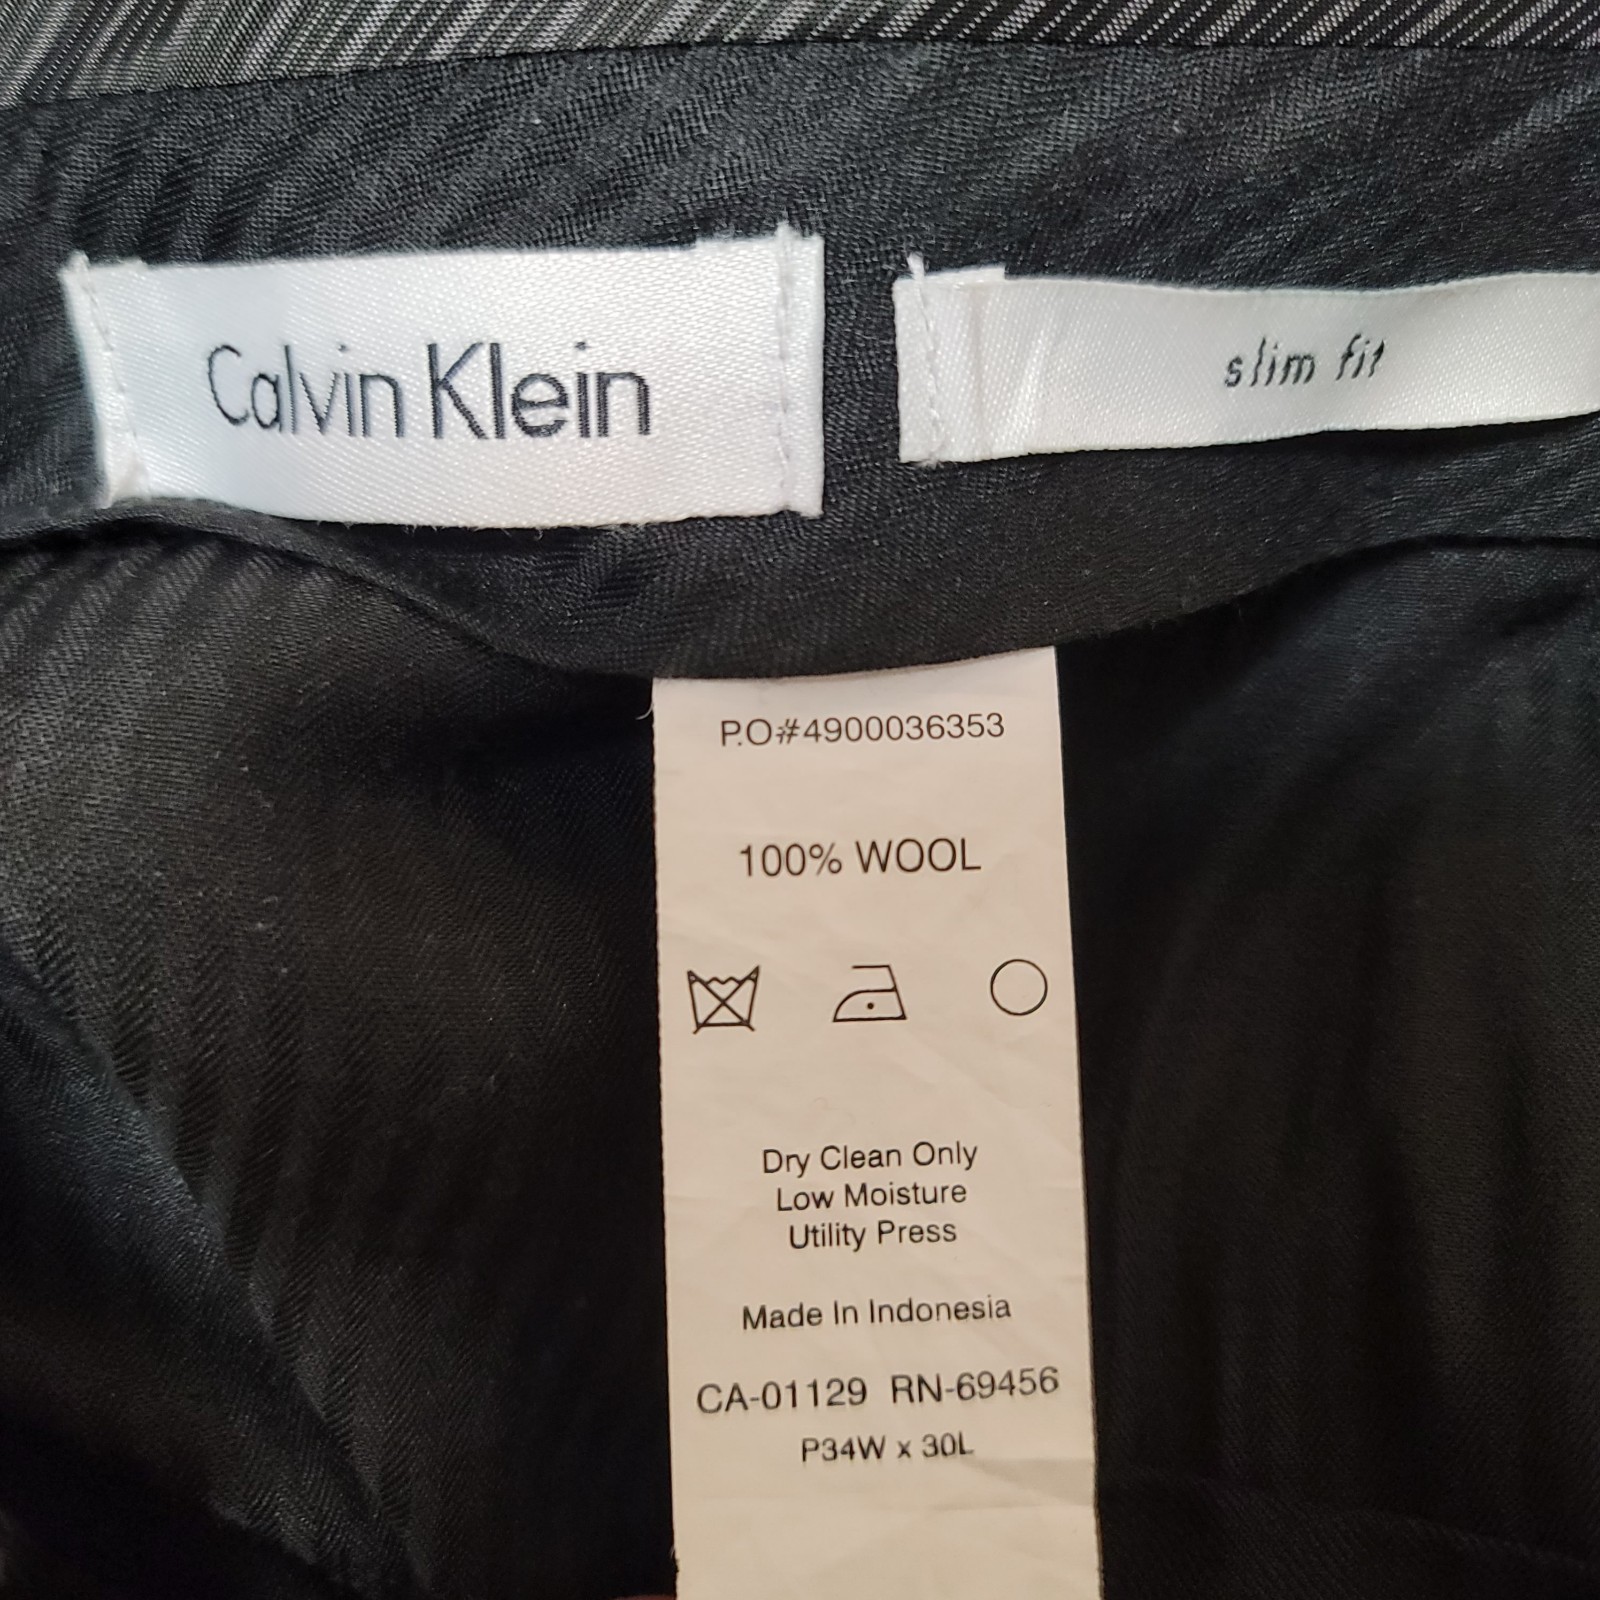 Calvin Klein
slim fit
P.O#4900036353
100% WOOL
Dry Clean Only
Low Moisture
Utility Press
Made In Indonesia
CA-01129 RN-69456
P34W x 30L